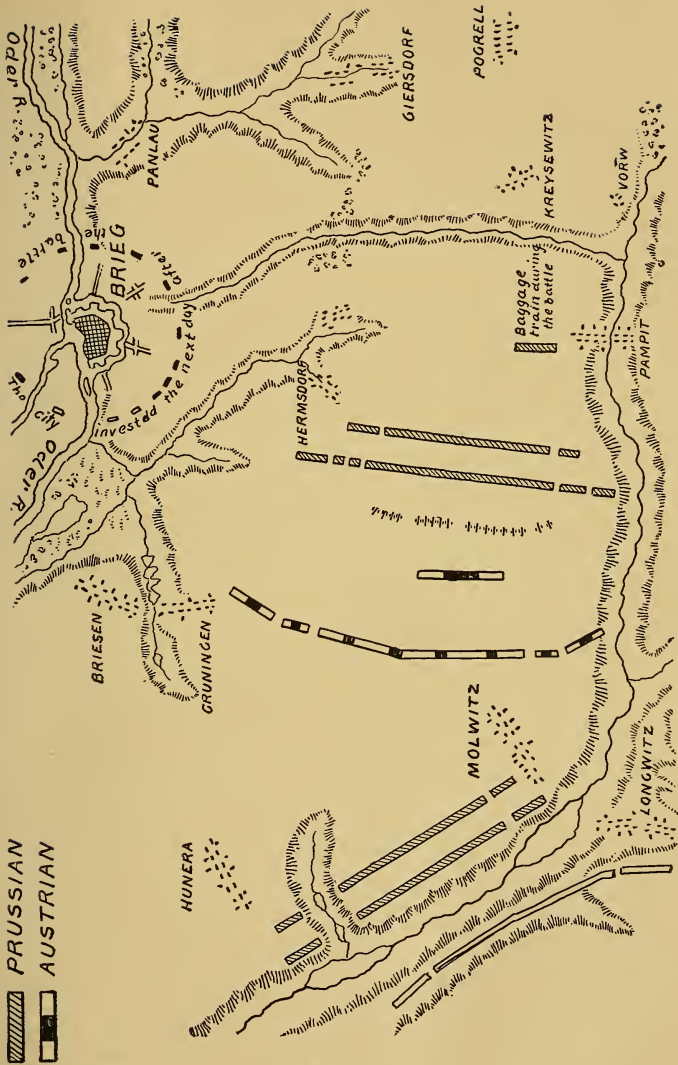 PRUSSIAN
AUSTRIAN
HUNERA
BRIESEN
GRUNINGEN
MOLWITZ
LONGWITZ
Oder R.
The
City
invested the next day
after
the
battle
BRIEG
Oder R.
PANLAU
HERMSDORF
GIERSDORF
POGRELL
KREYSEWITZ
VORW
Baggage
train during
the battle
PAMPIT